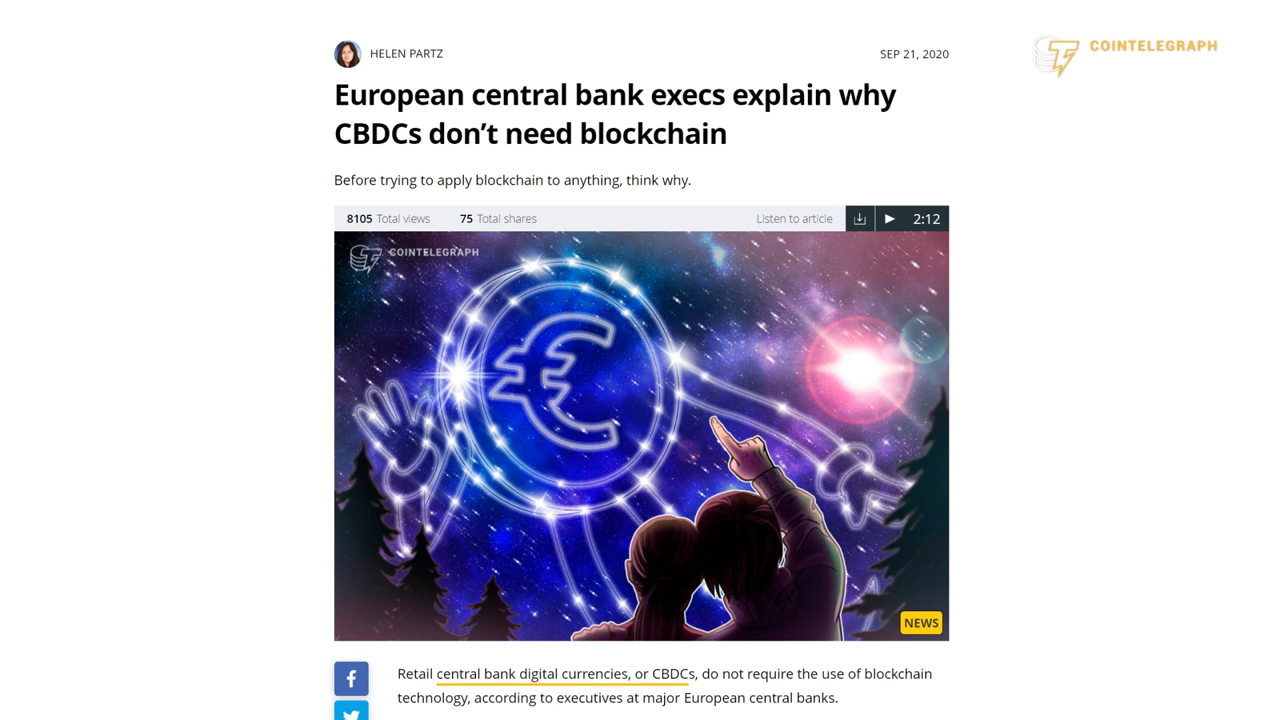 HELEN PARTZ
SEP 21, 2020
COINTELEGRAPH
European central bank execs explain why
CBDCs don’t need blockchain
Before trying to apply blockchain to anything, think why.
8105 Total views 75 Total shares Listen to article 2:12
COINTELEGRAPH
€
NEWS
Retail central bank digital currencies, or CBDCs, do not require the use of blockchain
technology, according to executives at major European central banks.